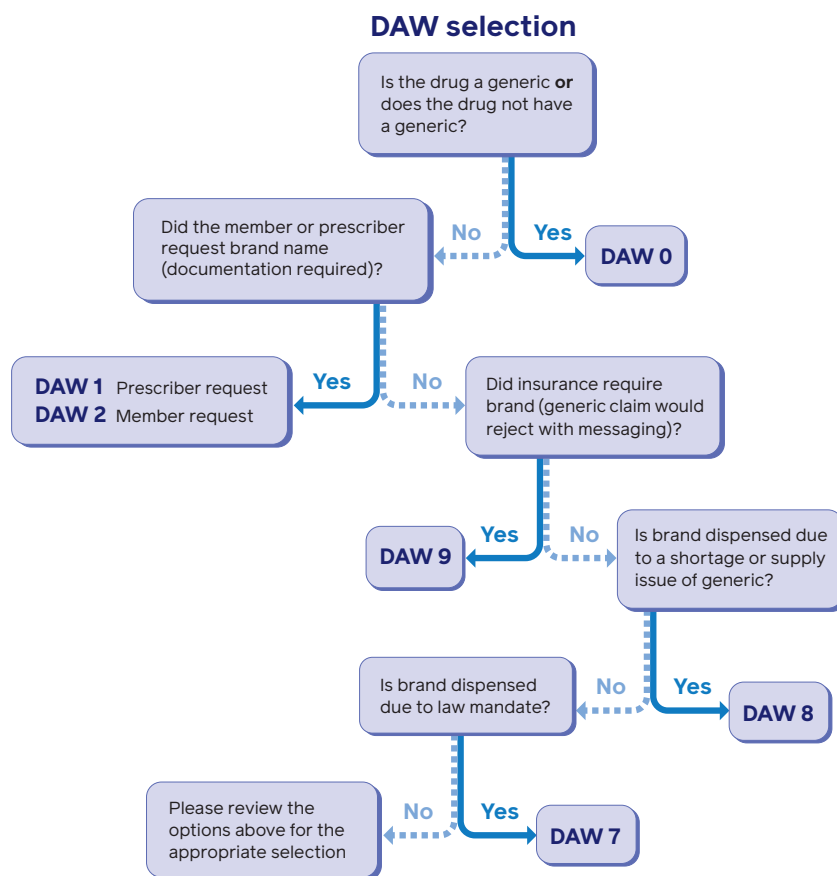 DAW selection
Is the drug a generic or
does the drug not have
a generic?
No
Yes
DAW 0
Did the member or prescriber
request brand name
(documentation required)?
Yes
No
DAW 1 Prescriber request
DAW 2 Member request
Did insurance require
brand (generic claim would
reject with messaging)?
Yes
No
DAW 9
Is brand dispensed due
to a shortage or supply
issue of generic?
No
Yes
DAW 8
Is brand dispensed
due to law mandate?
No
Yes
DAW 7
Please review the
options above for the
appropriate selection